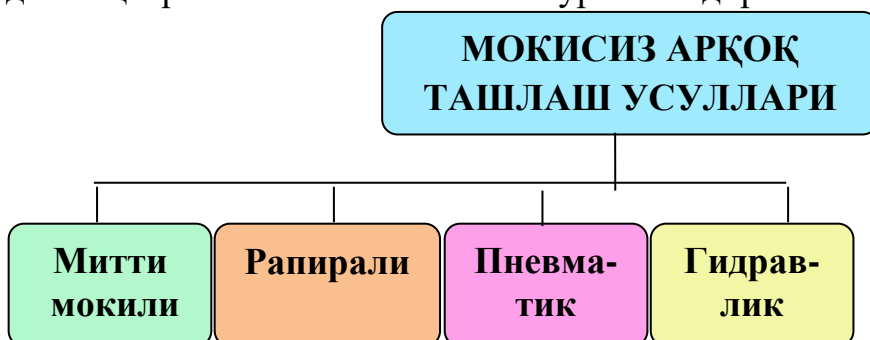 МОКИСИЗ АРҚОҚ
ТАШЛАШ УСУЛЛАРИ
Митти
мокили
Рапирали
Пневма-
тик
Гидрав-
лик